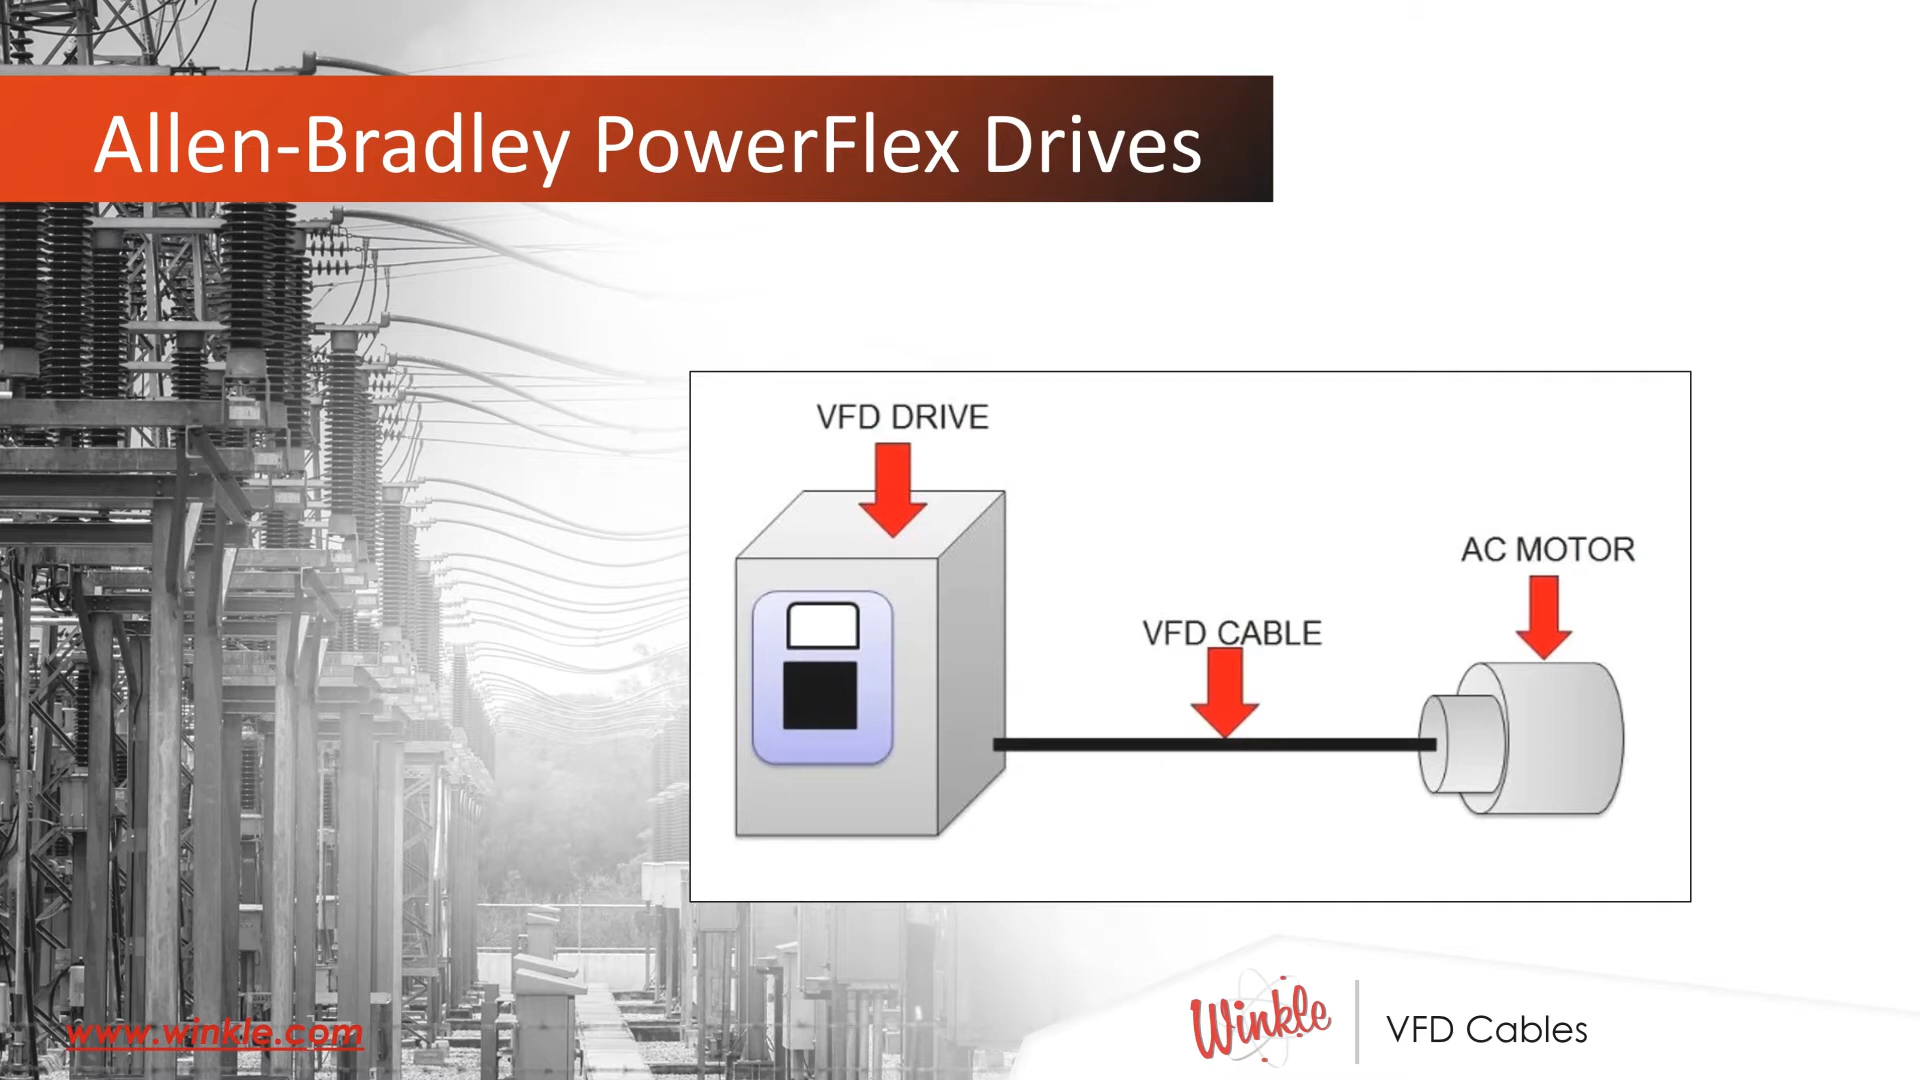 Allen-Bradley PowerFlex Drives
VFD DRIVE
AC MOTOR
VFD CABLE
www.winkle.com
Winkle
VFD Cables